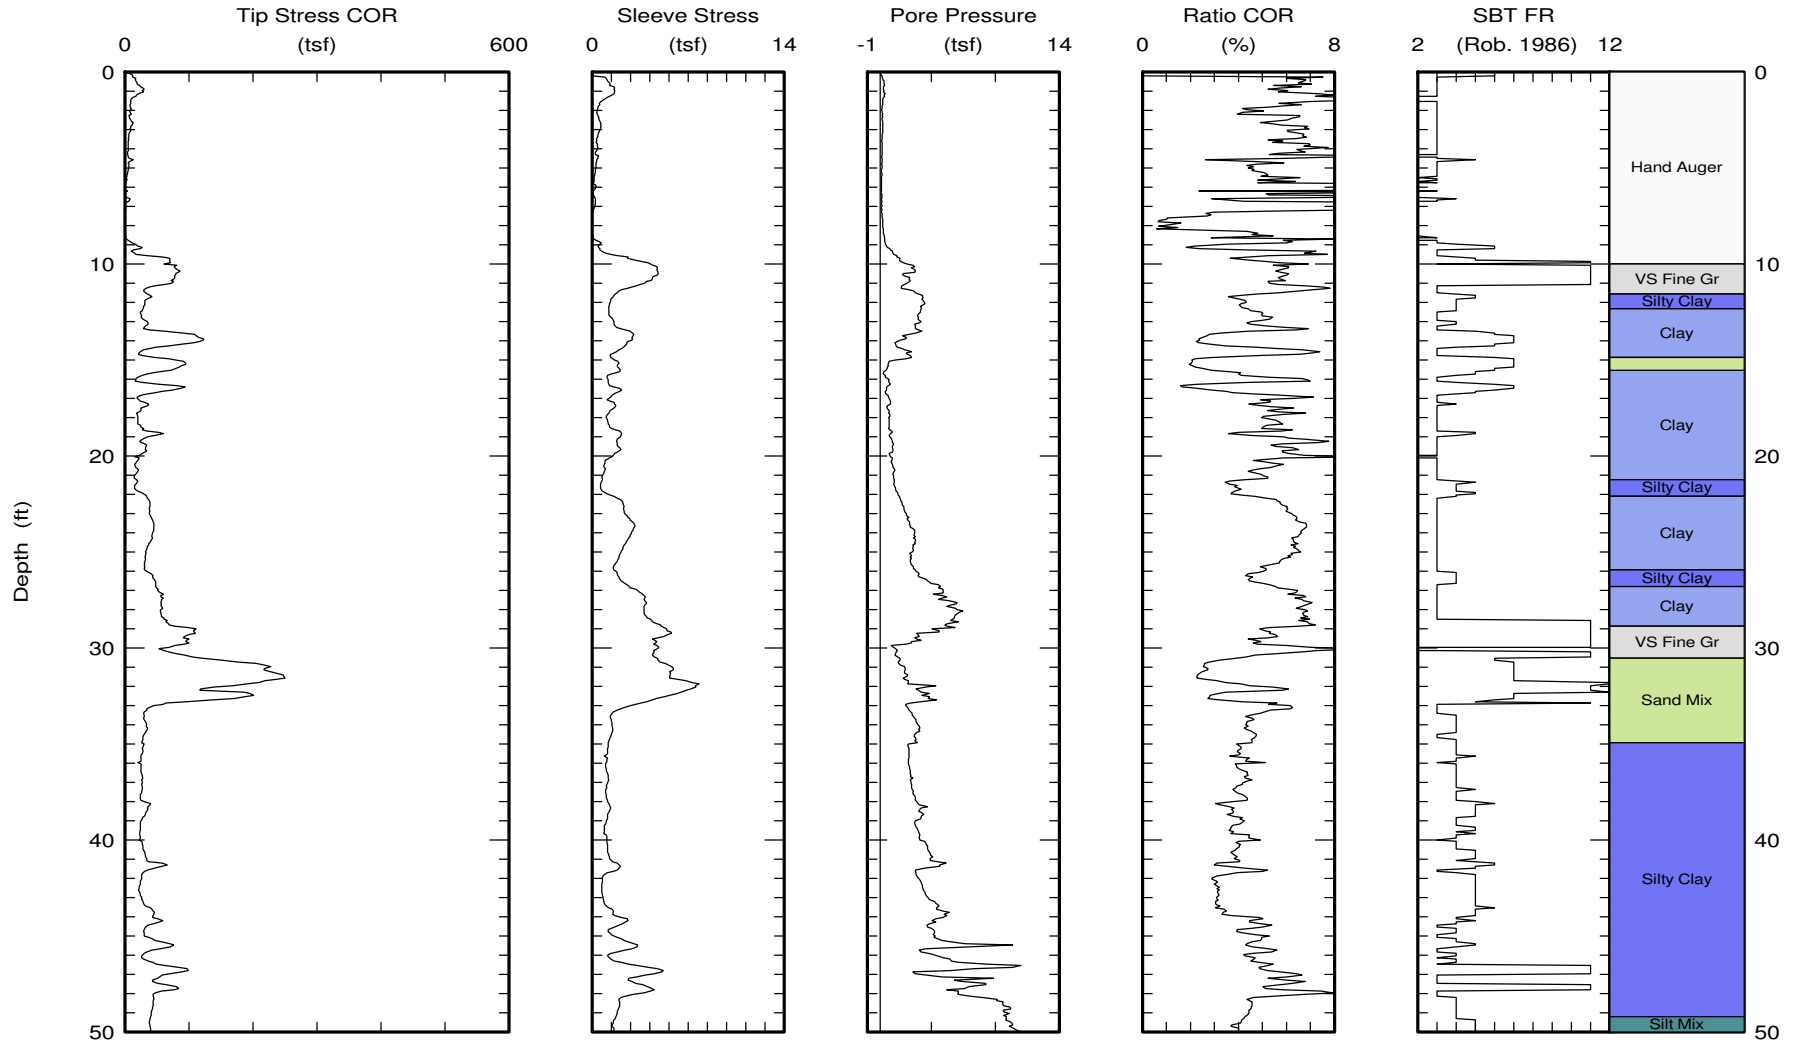 Tip Stress COR
Sleeve Stress
Pore Pressure
Ratio COR
SBT FR
0 (tsf) 600
0 (tsf) 14
-1 (tsf) 14
0 (%) 8
2 (Rob. 1986) 12
0
0
Hand Auger
10
10
VS Fine Gr
Silty Clay
Clay
Clay
20
20
Silty Clay
Depth (ft)
Clay
Silty Clay
Clay
30
VS Fine Gr
30
Sand Mix
40
40
Silty Clay
Silt Mix
50
50